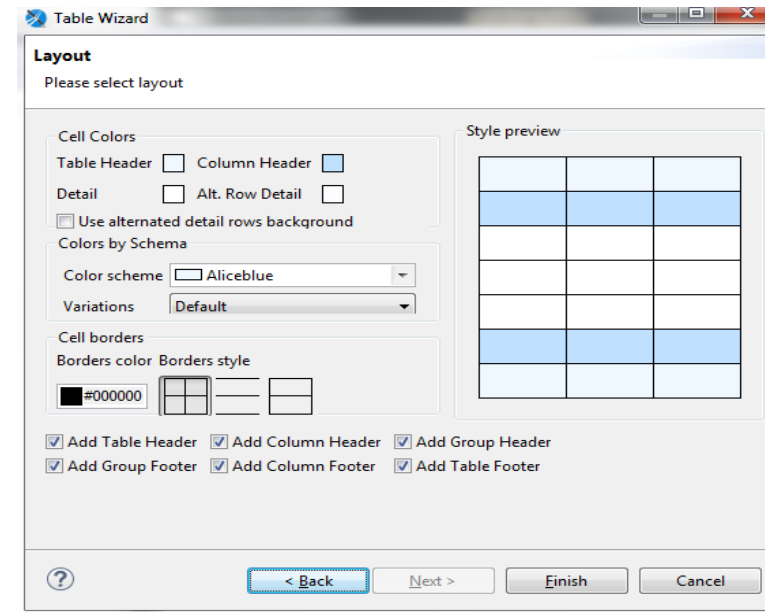 Table Wizard
Layout
Please select layout
Cell Colors
Table Header Column Header
Detail Alt. Row Detail
Use alternated detail rows background
Colors by Schema
Color scheme Aliceblue
Variations Default
Cell borders
Borders color Borders style
#000000
Style preview
Add Table Header Add Column Header Add Group Header
Add Group Footer Add Column Footer Add Table Footer
? < Back Next > Finish Cancel